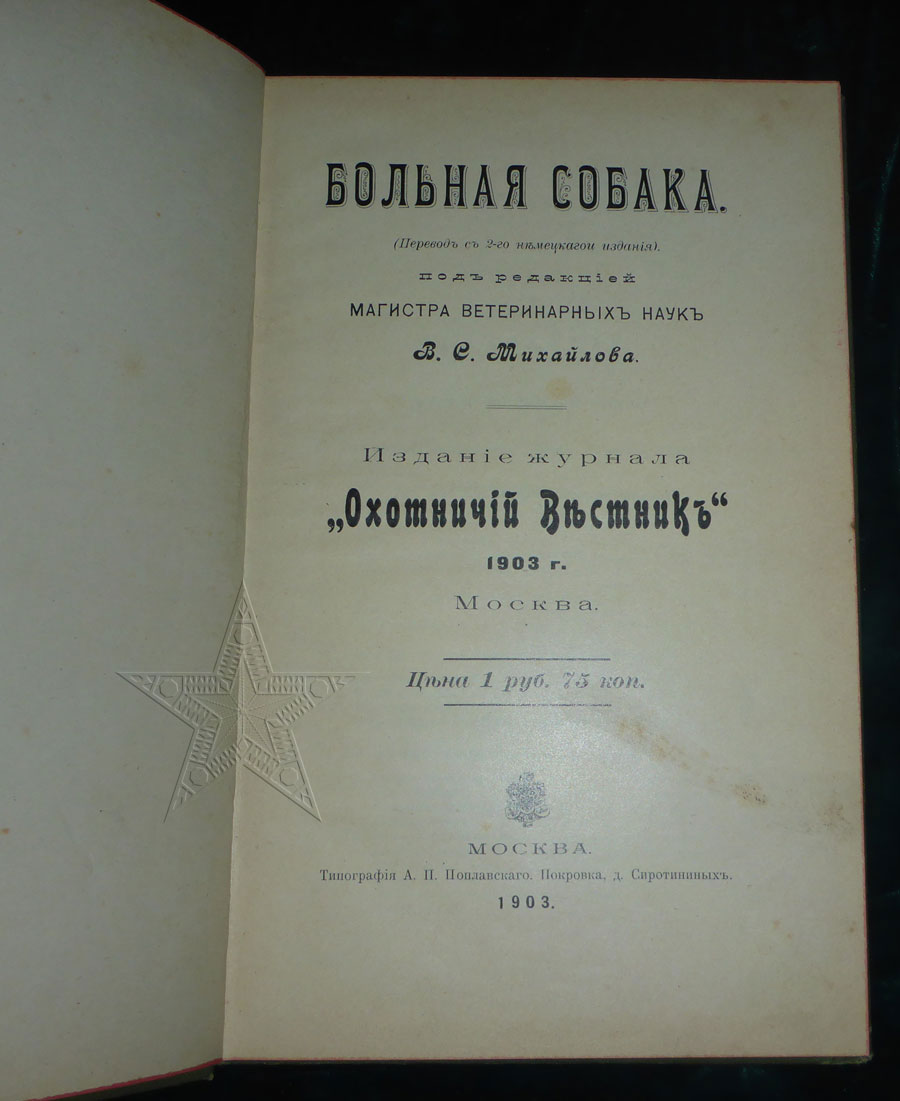 БОЛЬНАЯ СОБАКА.
(Переводъ съ 2-го нѣмецкагои изданія).
подъ редакціей
МАГИСТРА ВЕТЕРИНАРНЫХЪ НАУКЪ
В. С. Михайлова.
Изданіе журнала
„Охотничій Вѣстникъ“
1903 г.
Москва.
Цѣна 1 руб. 75 коп.
МОСКВА.
Типографія А. П. Поплавскаго. Покровка, д. Сиротининыхъ.
1903.